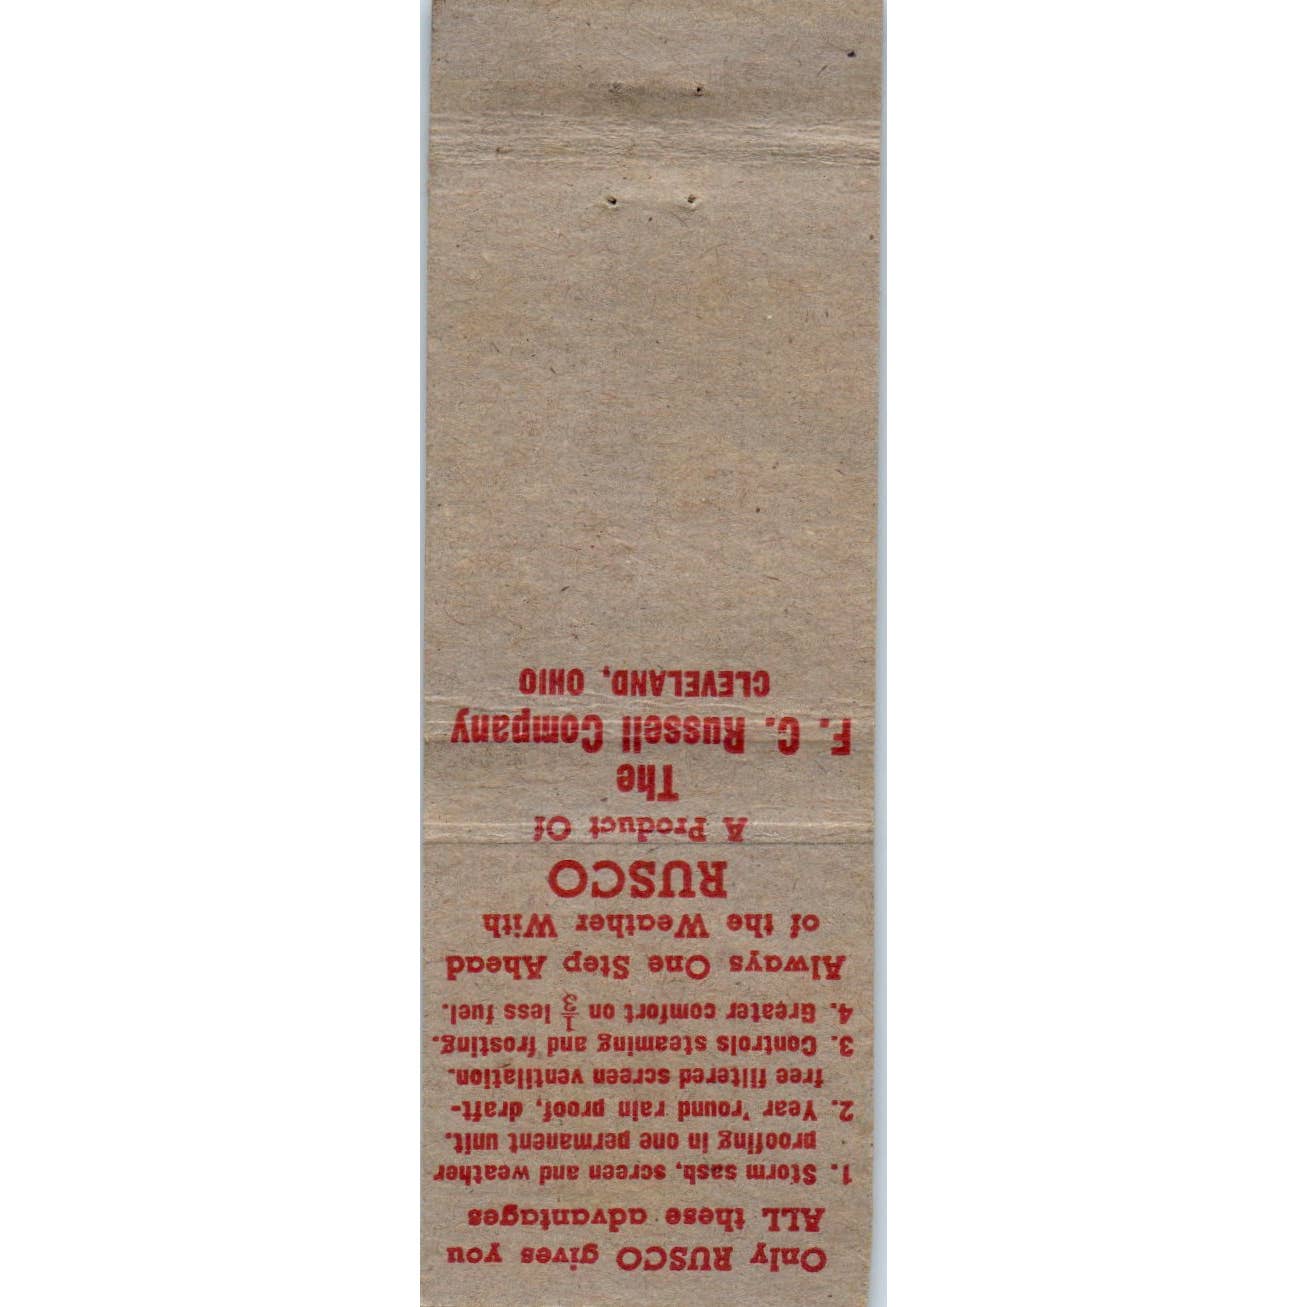 Only RUSCO gives you
ALL these advantages
1. Storm sash, screen and weather
proofing in one permanent unit.
2. Year 'round rain proof, draft-
free filtered screen ventilation.
3. Controls steaming and frosting.
4. Greater comfort on 1/3 less fuel.
Always One Step Ahead
of the Weather With
RUSCO
A Product Of
The
F. C. Russell Company
CLEVELAND, OHIO